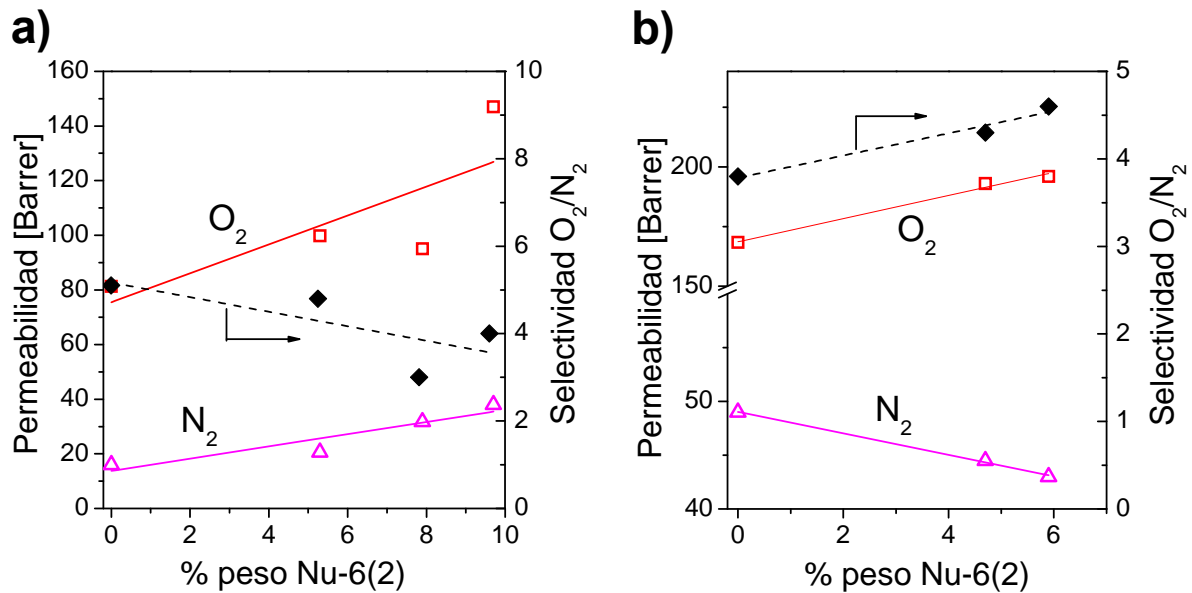 a)
Permeabilidad [Barrer]
160
140
120
100
80
60
40
20
0
O₂
N₂
10
8
6
4
2
0
Selectividad O₂/N₂
0 2 4 6 8 10
% peso Nu-6(2)
b)
Permeabilidad [Barrer]
200
150
50
40
O₂
N₂
5
4
3
2
1
0
Selectividad O₂/N₂
0 2 4 6
% peso Nu-6(2)